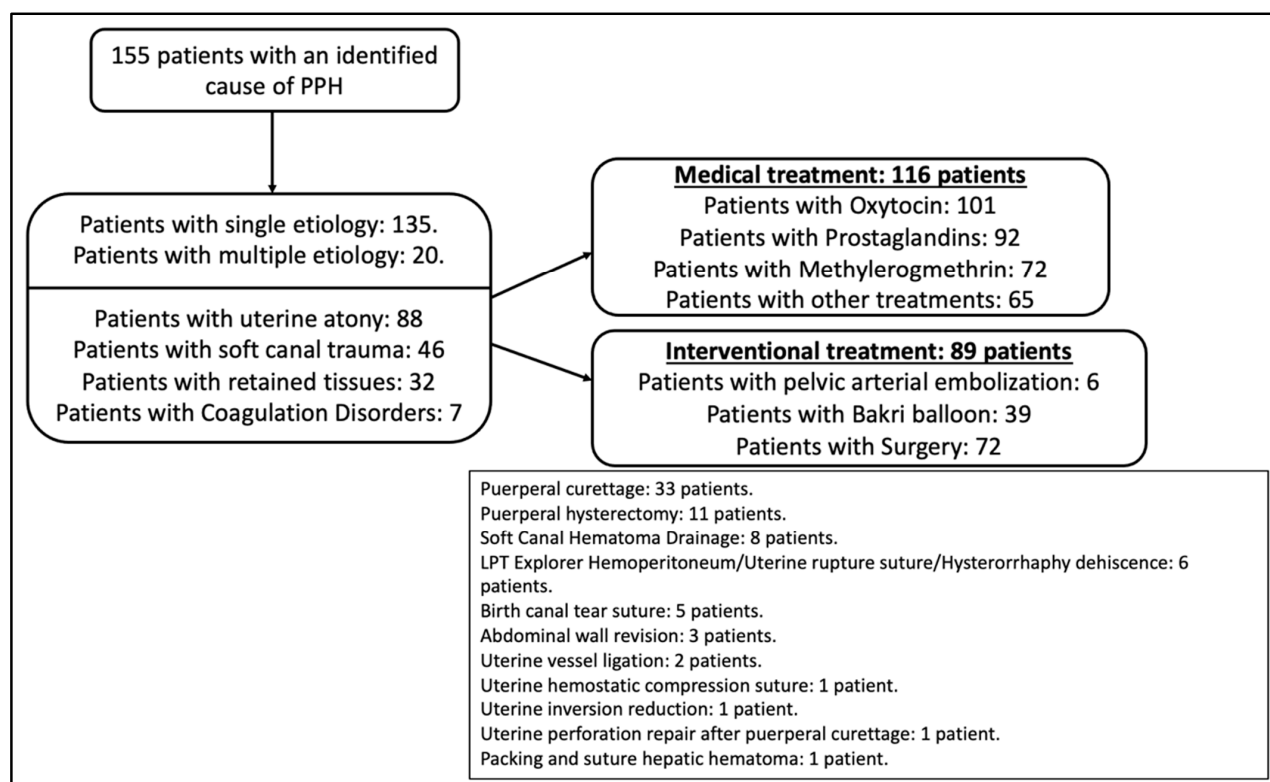 155 patients with an identified
cause of PPH
Patients with single etiology: 135.
Patients with multiple etiology: 20.
Patients with uterine atony: 88
Patients with soft canal trauma: 46
Patients with retained tissues: 32
Patients with Coagulation Disorders: 7
Medical treatment: 116 patients
Patients with Oxytocin: 101
Patients with Prostaglandins: 92
Patients with Methylerogmethrin: 72
Patients with other treatments: 65
Interventional treatment: 89 patients
Patients with pelvic arterial embolization: 6
Patients with Bakri balloon: 39
Patients with Surgery: 72
Puerperal curettage: 33 patients.
Puerperal hysterectomy: 11 patients.
Soft Canal Hematoma Drainage: 8 patients.
LPT Explorer Hemoperitoneum/Uterine rupture suture/Hysterorrhaphy dehiscence: 6
patients.
Birth canal tear suture: 5 patients.
Abdominal wall revision: 3 patients.
Uterine vessel ligation: 2 patients.
Uterine hemostatic compression suture: 1 patient.
Uterine inversion reduction: 1 patient.
Uterine perforation repair after puerperal curettage: 1 patient.
Packing and suture hepatic hematoma: 1 patient.